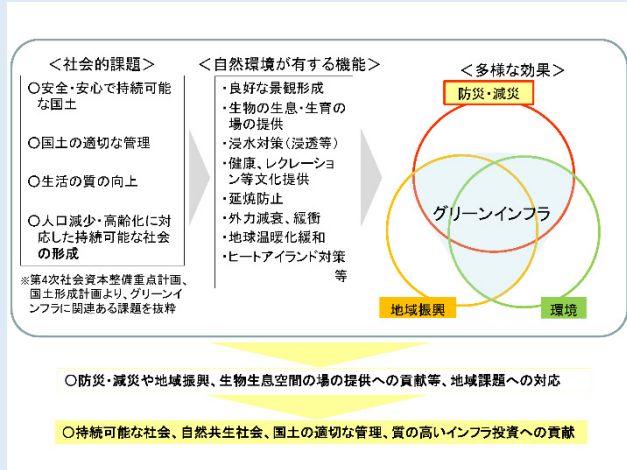 ＜社会的課題＞
○安全・安心で持続可能
な国土
○国土の適切な管理
○生活の質の向上
○人口減少・高齢化に対
応した持続可能な社会
の形成
※第4次社会資本整備重点計画、
国土形成計画より、グリーンイ
ンフラに関連ある課題を抜粋
＜自然環境が有する機能＞
・良好な景観形成
・生物の生息・生育の
場の提供
・浸水対策（浸透等）
・健康、レクレーショ
ン等文化提供
・延焼防止
・外力減衰、緩衝
・地球温暖化緩和
・ヒートアイランド対策
等
＜多様な効果＞
防災・減災
グリーンインフラ
地域振興
環境
○防災・減災や地域振興、生物生息空間の場の提供への貢献等、地域課題への対応
○持続可能な社会、自然共生社会、国土の適切な管理、質の高いインフラ投資への貢献